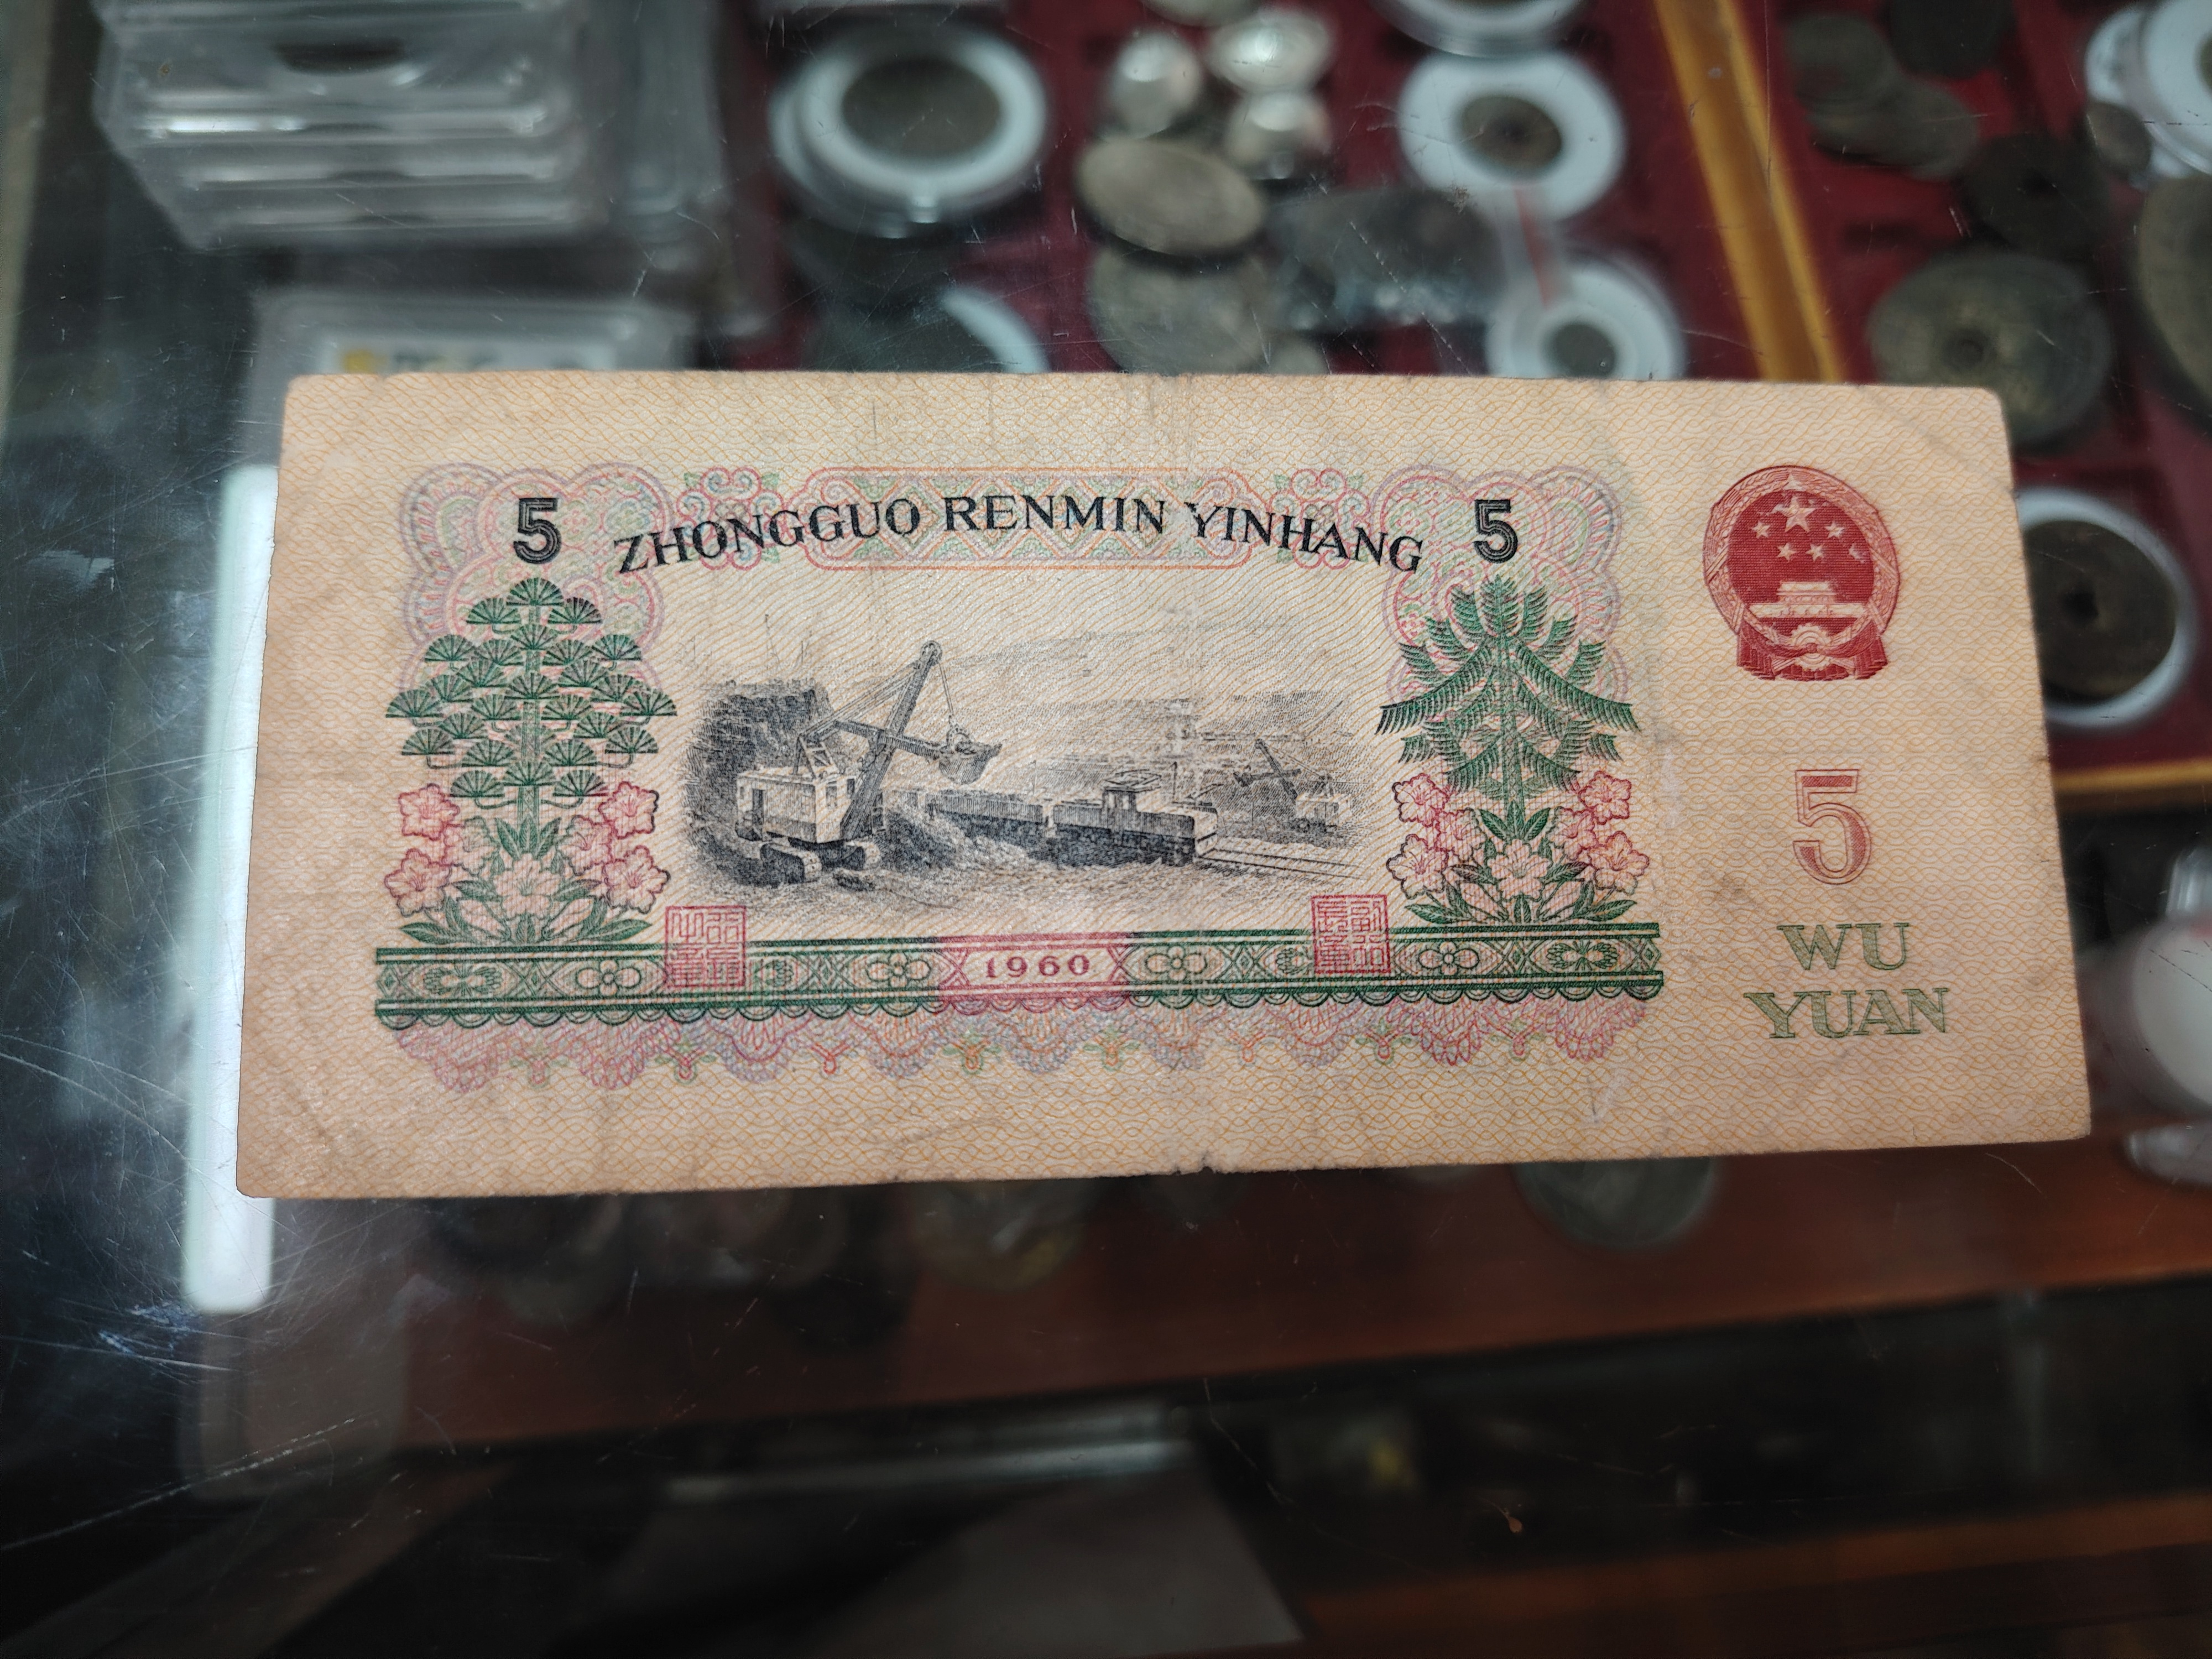 5 ZHONGGUO RENMIN YINHANG 5
5
WU
YUAN
1960